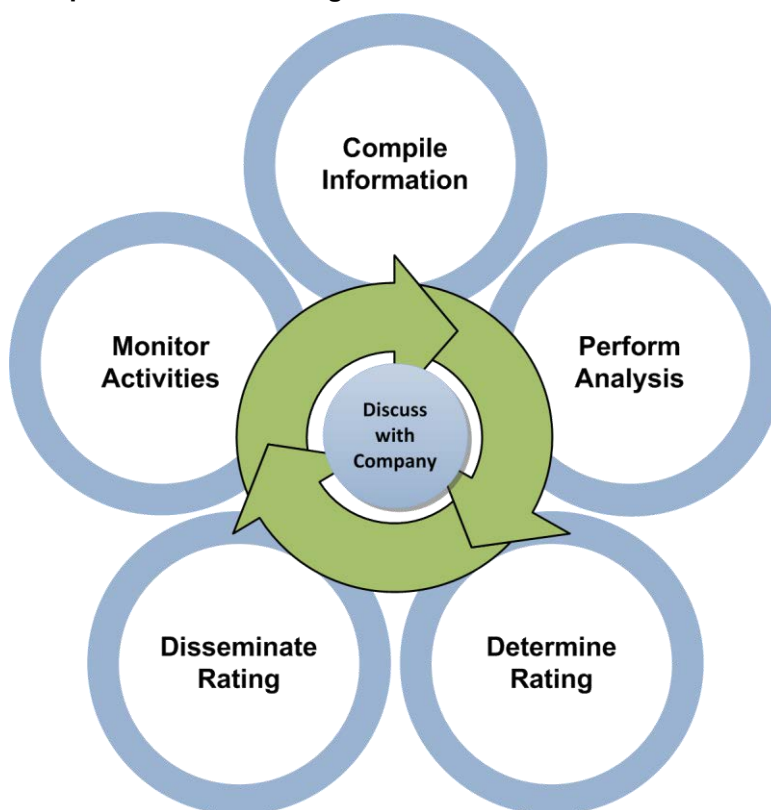 Compile
Information
Monitor
Activities
Perform
Analysis
Discuss
with
Company
Disseminate
Rating
Determine
Rating